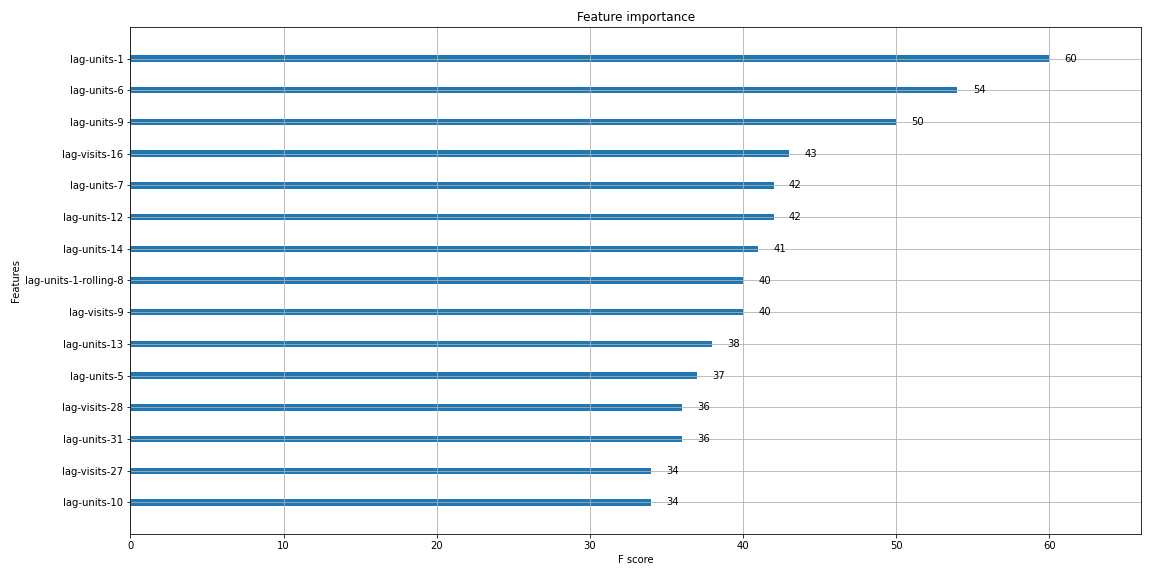 Feature importance
Features
lag-units-1 60
lag-units-6 54
lag-units-9 50
lag-visits-16 43
lag-units-7 42
lag-units-12 42
lag-units-14 41
lag-units-1-rolling-8 40
lag-visits-9 40
lag-units-13 38
lag-units-5 37
lag-visits-28 36
lag-units-31 36
lag-visits-27 34
lag-units-10 34
0 10 20 30 40 50 60
F score